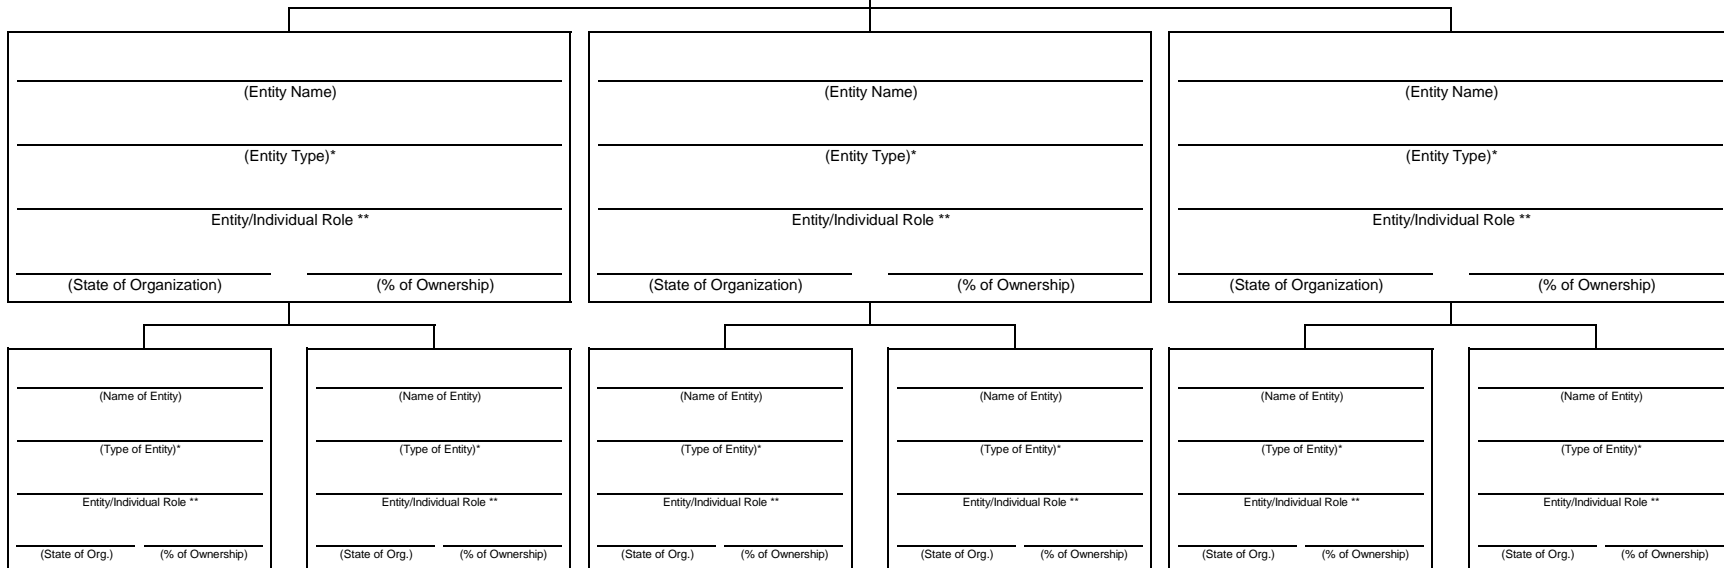 (Entity Name) (Entity Name) (Entity Name)
(Entity Type)* (Entity Type)* (Entity Type)*
Entity/Individual Role ** Entity/Individual Role ** Entity/Individual Role **
(State of Organization) (% of Ownership) (State of Organization) (% of Ownership) (State of Organization) (% of Ownership)
(Name of Entity) (Name of Entity) (Name of Entity) (Name of Entity) (Name of Entity) (Name of Entity)
(Type of Entity)* (Type of Entity)* (Type of Entity)* (Type of Entity)* (Type of Entity)* (Type of Entity)*
Entity/Individual Role ** Entity/Individual Role ** Entity/Individual Role ** Entity/Individual Role ** Entity/Individual Role ** Entity/Individual Role **
(State of Org.) (% of Ownership) (State of Org.) (% of Ownership) (State of Org.) (% of Ownership) (State of Org.) (% of Ownership) (State of Org.) (% of Ownership) (State of Org.) (% of Ownership)